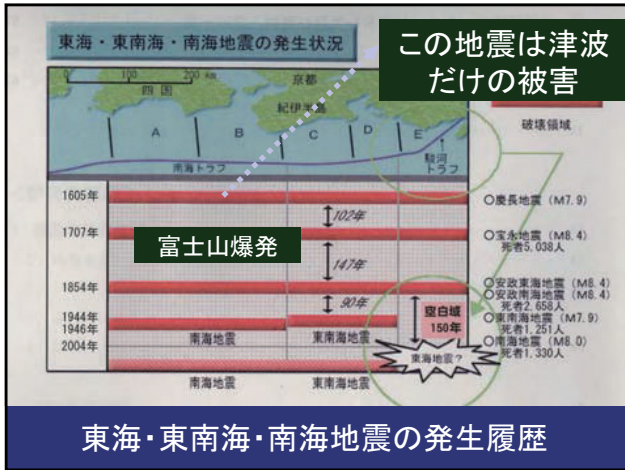 東海・東南海・南海地震の発生状況
この地震は津波
だけの被害
0 100 200 km
京都
四国
紀伊半島
A B C D E
南海トラフ
駿河
トラフ
破壊領域
1605年
○慶長地震（M7.9）
102年
1707年
富士山爆発
○宝永地震（M8.4）
死者5,038人
147年
1854年
○安政東海地震（M8.4）
○安政南海地震（M8.4）
死者2,658人
90年
空白域
150年
1944年
1946年
○東南海地震（M7.9）
死者1,251人
南海地震
東南海地震
○南海地震（M8.0）
死者1,330人
2004年
東海地震？
南海地震
東南海地震
東海・東南海・南海地震の発生履歴